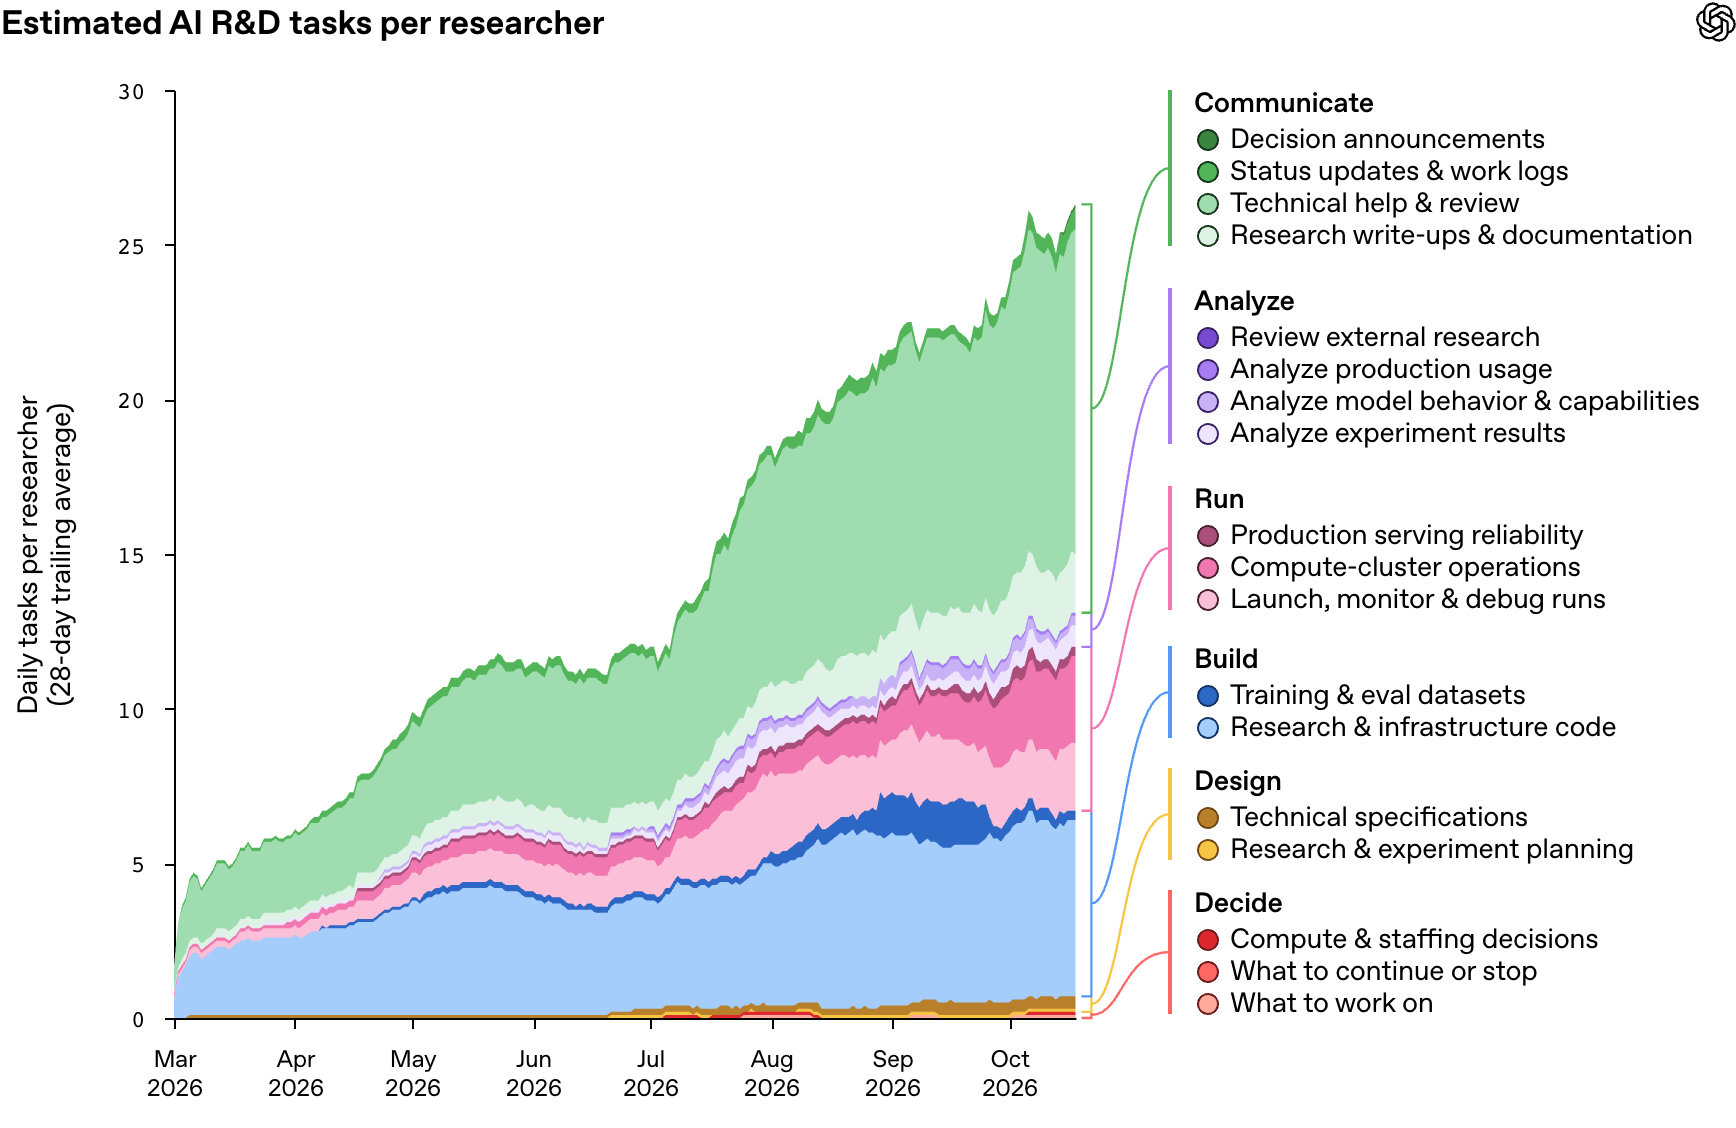 Estimated AI R&D tasks per researcher
30
25
20
15
10
5
0
Daily tasks per researcher
(28-day trailing average)
Mar
2026
Apr
2026
May
2026
Jun
2026
Jul
2026
Aug
2026
Sep
2026
Oct
2026
Communicate
Decision announcements
Status updates & work logs
Technical help & review
Research write-ups & documentation
Analyze
Review external research
Analyze production usage
Analyze model behavior & capabilities
Analyze experiment results
Run
Production serving reliability
Compute-cluster operations
Launch, monitor & debug runs
Build
Training & eval datasets
Research & infrastructure code
Design
Technical specifications
Research & experiment planning
Decide
Compute & staffing decisions
What to continue or stop
What to work on